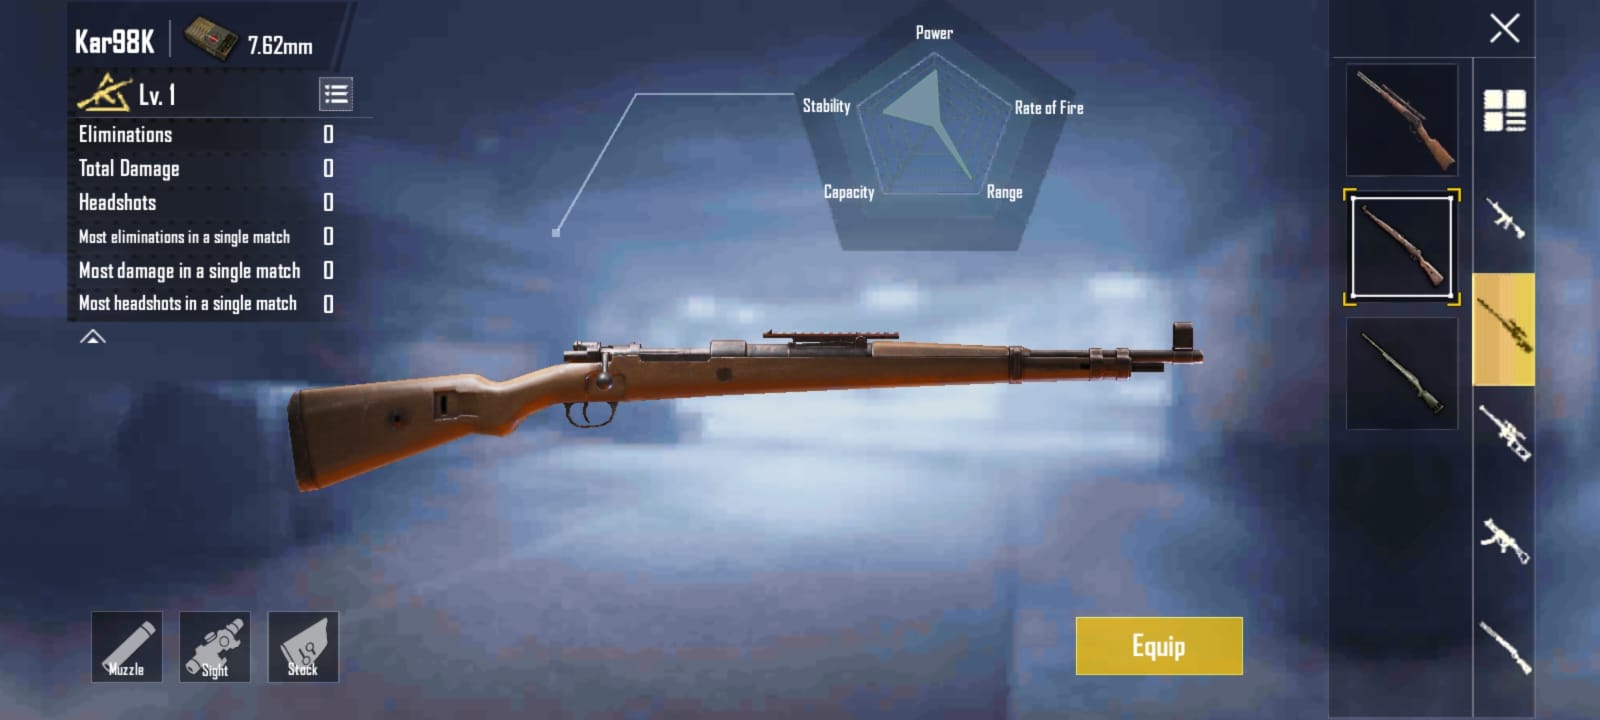 Kar98K 7.62mm
Lv. 1
Eliminations 0
Total Damage 0
Headshots 0
Most eliminations in a single match 0
Most damage in a single match 0
Most headshots in a single match 0
Power
Stability Rate of Fire
Capacity Range
Muzzle Sight Stock
Equip